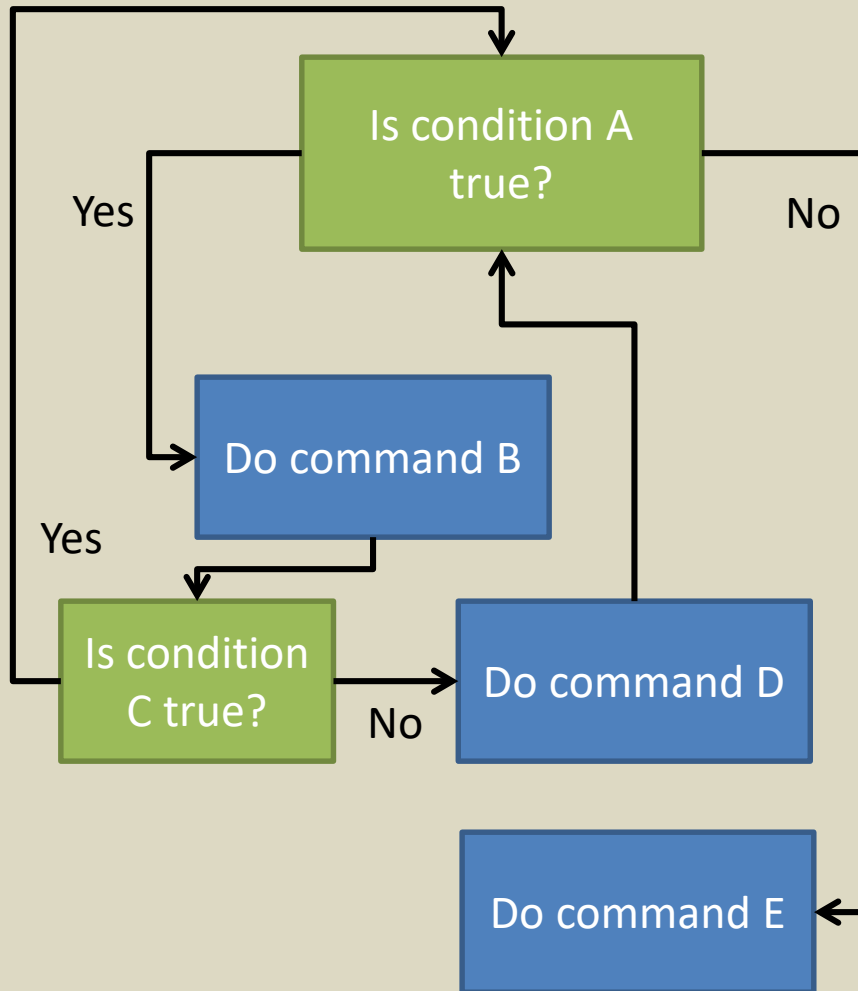 Is condition A
true?
Yes
No
Do command B
Yes
Is condition
C true?
No
Do command D
Do command E